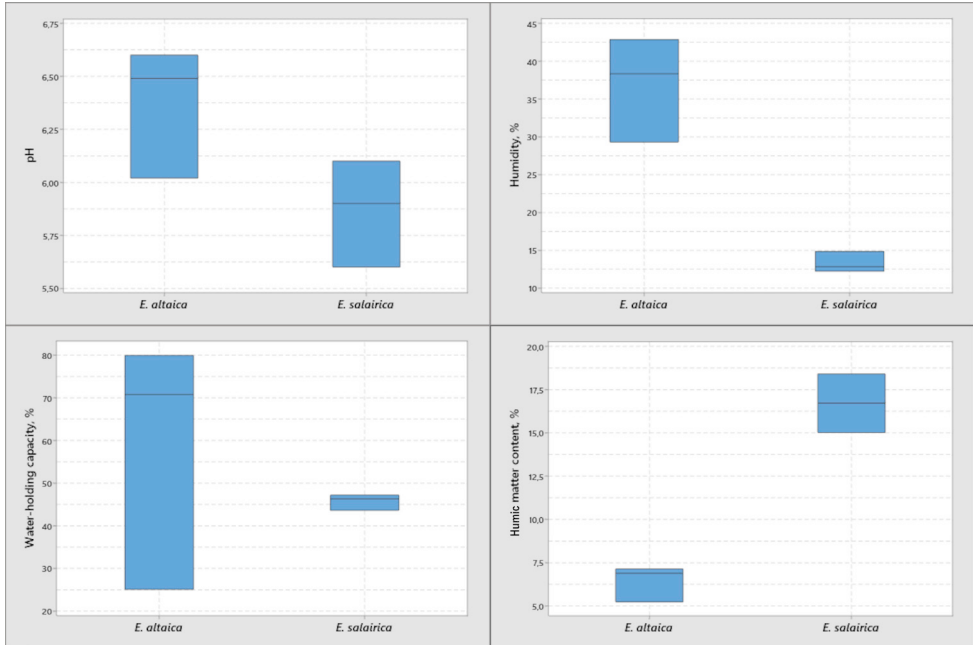 6,75
6,50
6,25
6,00
5,75
5,50
pH
E. altaica
E. salairica
45
40
35
30
25
20
15
10
Humidity, %
E. altaica
E. salairica
80
70
60
50
40
30
20
Water-holding capacity, %
E. altaica
E. salairica
20,0
17,5
15,0
12,5
10,0
7,5
5,0
Humic matter content, %
E. altaica
E. salairica